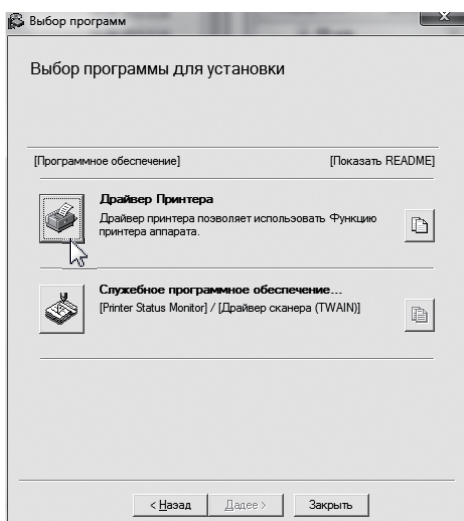 Выбор программ
Выбор программы для установки
[Программное обеспечение] [Показать README]
Драйвер Принтера
Драйвер принтера позволяет использовать Функцию
принтера аппарата.
Служебное программное обеспечение...
[Printer Status Monitor] / [Драйвер сканера (TWAIN)]
< Назад Далее > Закрыть